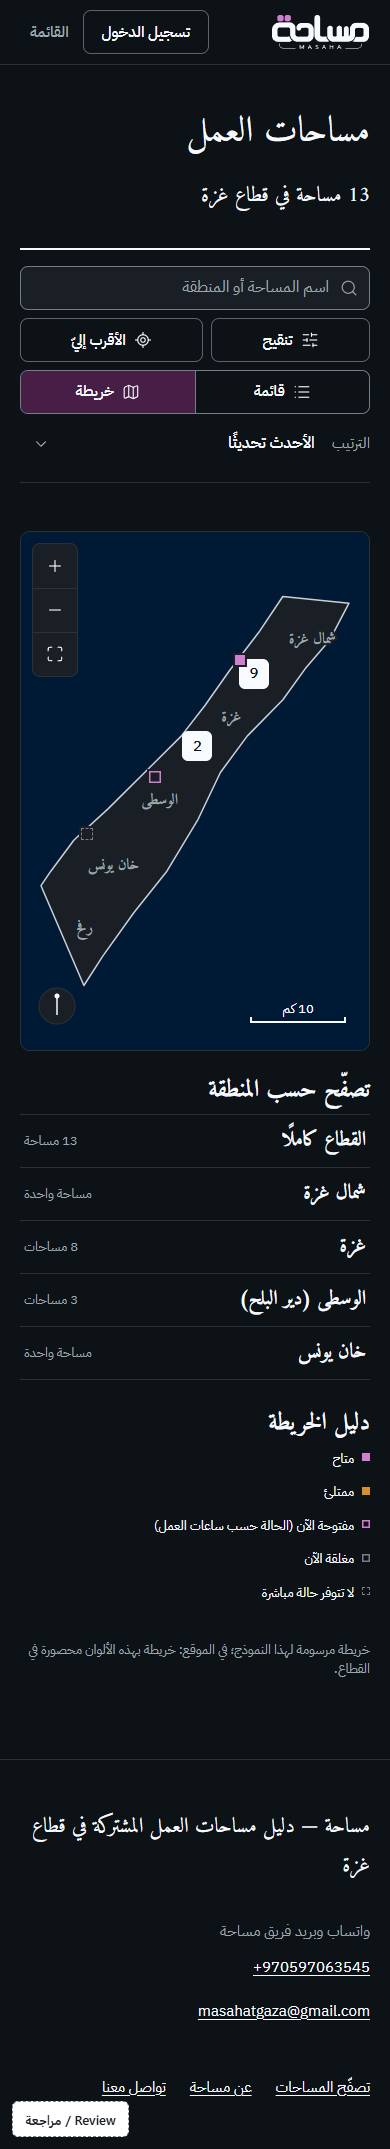 مساحة
MASAHA
تسجيل الدخول
القائمة
مساحات العمل
13 مساحة في قطاع غزة
اسم المساحة أو المنطقة
تنقيح
الأقرب إليّ
قائمة
خريطة
الترتيب الأحدث تحديثًا
شمال غزة
9
غزة
2
الوسطى
خان يونس
رفح
10 كم
تصفّح حسب المنطقة
القطاع كاملًا 13 مساحة
شمال غزة مساحة واحدة
غزة 8 مساحات
الوسطى (دير البلح) 3 مساحات
خان يونس مساحة واحدة
دليل الخريطة
متاح
ممتلئ
مفتوحة الآن (الحالة حسب ساعات العمل)
مغلقة الآن
لا تتوفر حالة مباشرة
خريطة مرسومة لهذا النموذج؛ في الموقع: خريطة بهذه الألوان محصورة في
القطاع.
مساحة — دليل مساحات العمل المشتركة في قطاع
غزة
واتساب وبريد فريق مساحة
+970597063545
masahatgaza@gmail.com
تصفّح المساحات عن مساحة تواصل معنا
Review / مراجعة